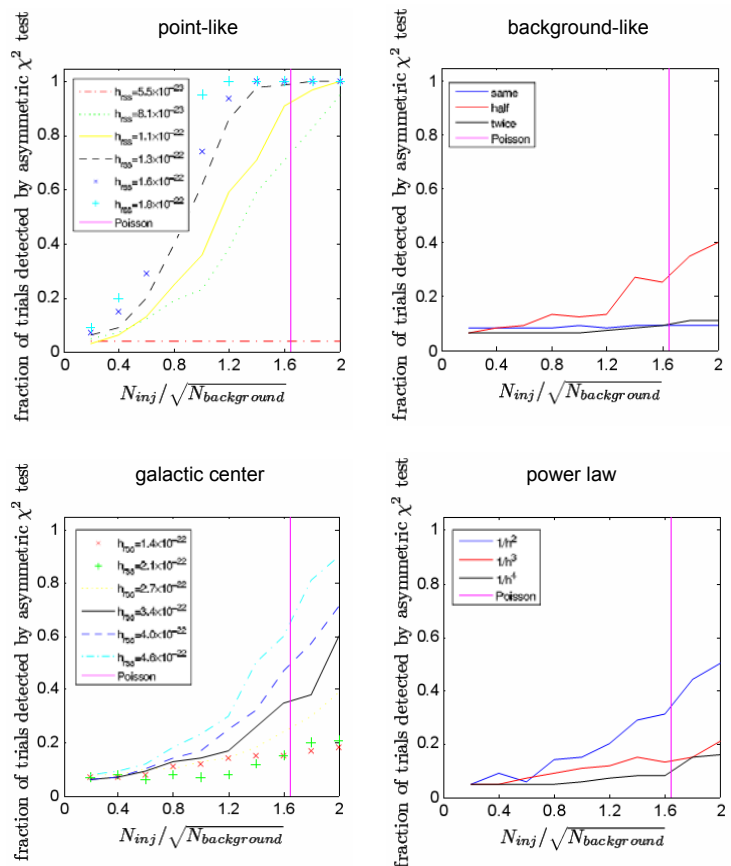 point-like
fraction of trials detected by asymmetric χ² test
1
0.8
0.6
0.4
0.2
0
h_rss=5.5×10⁻²³
h_rss=8.1×10⁻²³
h_rss=1.1×10⁻²²
h_rss=1.3×10⁻²²
h_rss=1.6×10⁻²²
h_rss=1.8×10⁻²²
Poisson
0 0.4 0.8 1.2 1.6 2
N_inj/√N_background
background-like
fraction of trials detected by asymmetric χ² test
1
0.8
0.6
0.4
0.2
0
same
half
twice
Poisson
0 0.4 0.8 1.2 1.6 2
N_inj/√N_background
galactic center
fraction of trials detected by asymmetric χ² test
1
0.8
0.6
0.4
0.2
0
h_rss=1.4×10⁻²²
h_rss=2.1×10⁻²²
h_rss=2.7×10⁻²²
h_rss=3.4×10⁻²²
h_rss=4.0×10⁻²²
h_rss=4.6×10⁻²²
Poisson
0 0.4 0.8 1.2 1.6 2
N_inj/√N_background
power law
fraction of trials detected by asymmetric χ² test
1
0.8
0.6
0.4
0.2
0
1/h²
1/h³
1/h⁴
Poisson
0 0.4 0.8 1.2 1.6 2
N_inj/√N_background